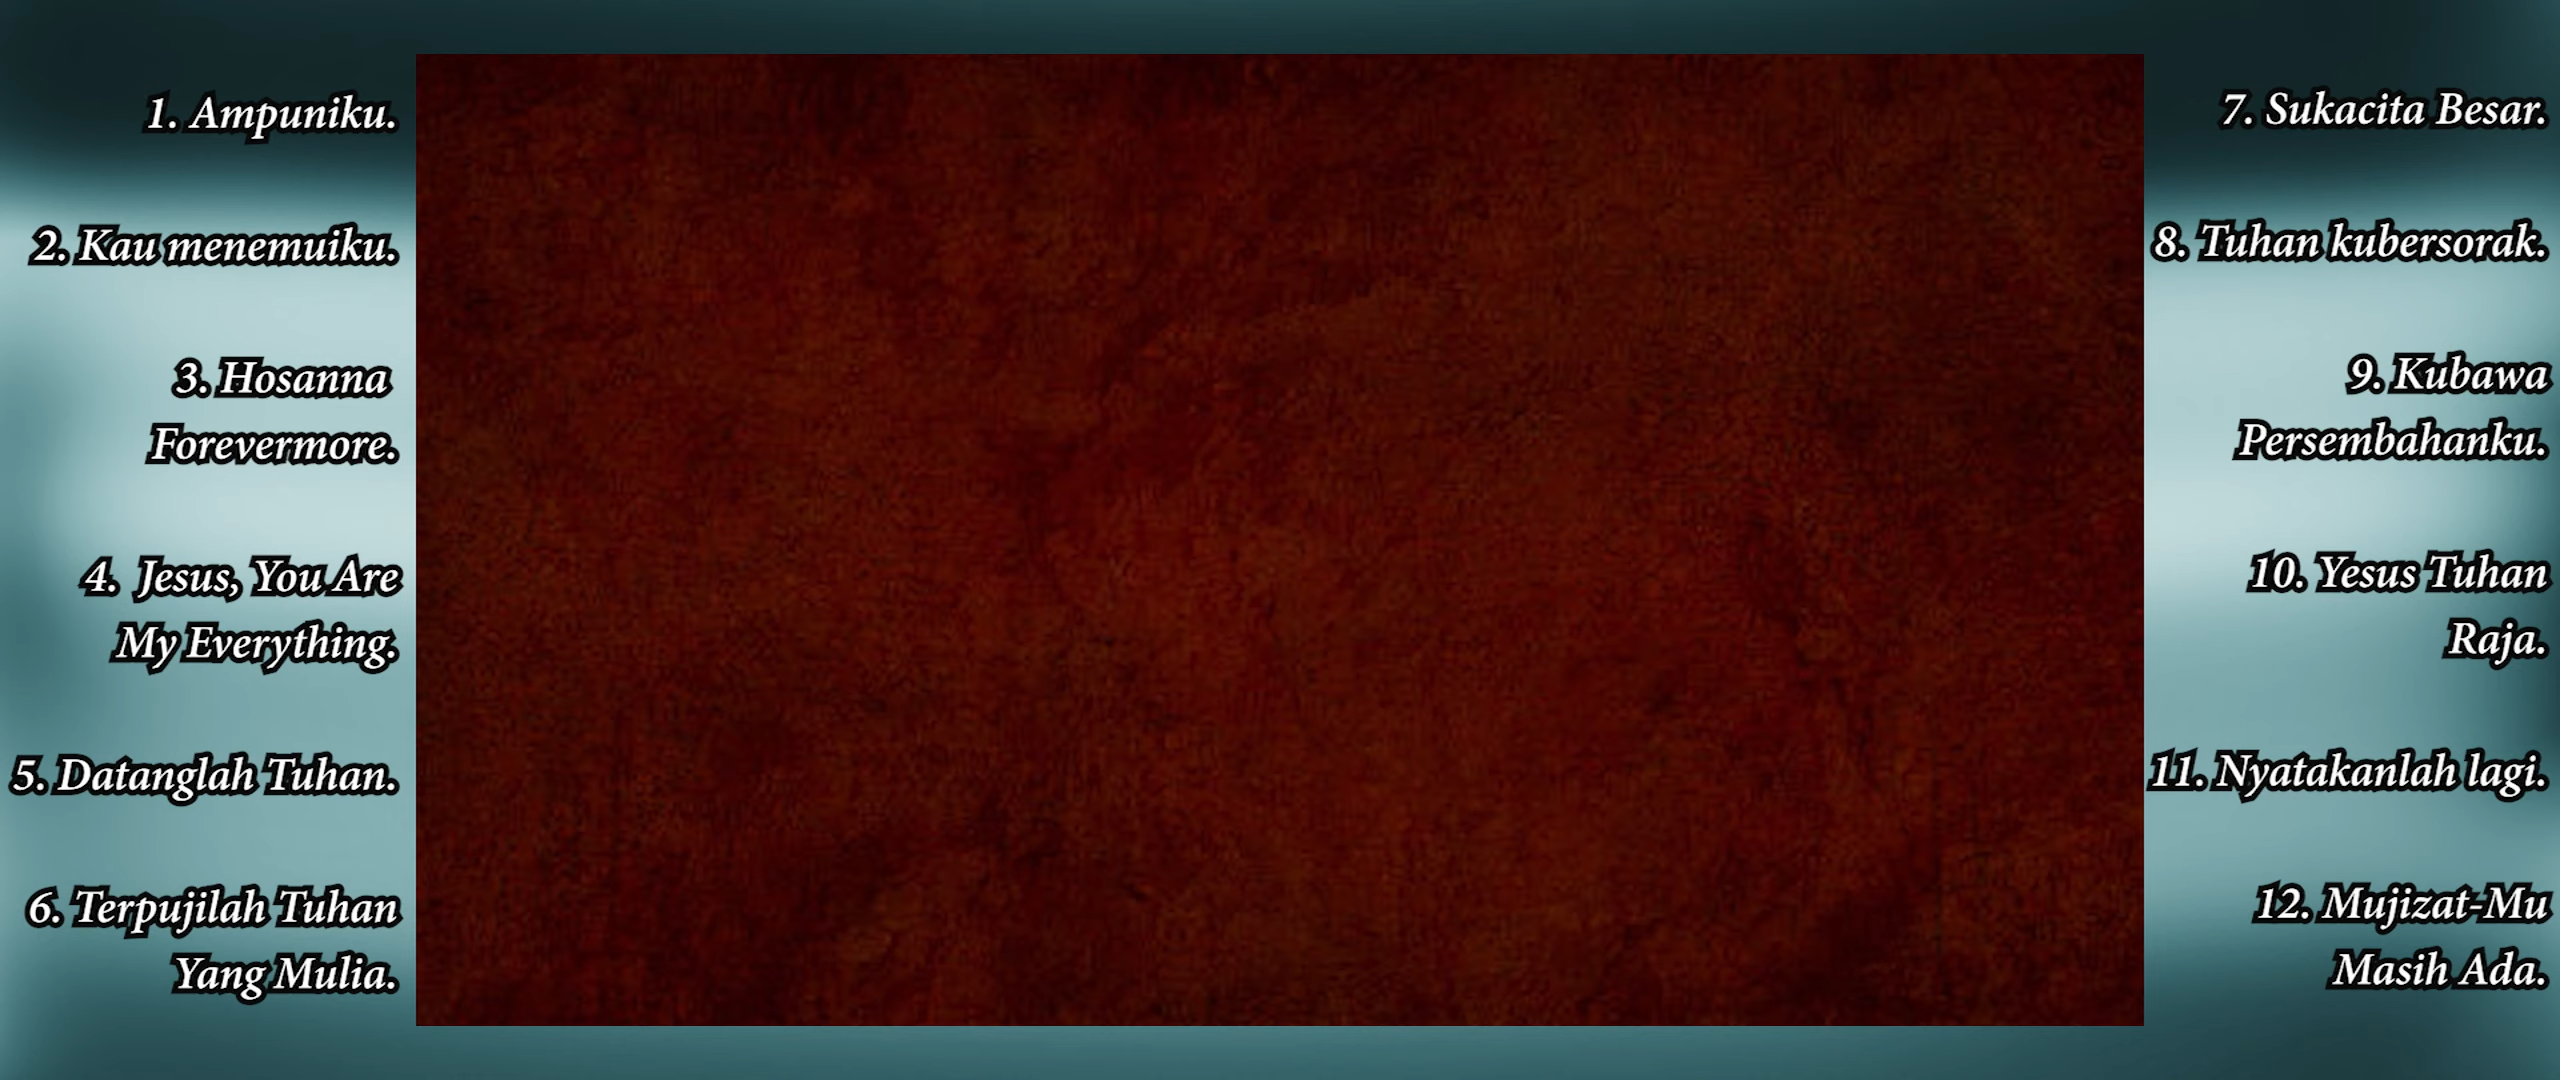 1. Ampuniku.
2. Kau menemuiku.
3. Hosanna
Forevermore.
4. Jesus, You Are
My Everything.
5. Datanglah Tuhan.
6. Terpujilah Tuhan
Yang Mulia.
7. Sukacita Besar.
8. Tuhan kubersorak.
9. Kubawa
Persembahanku.
10. Yesus Tuhan
Raja.
11. Nyatakanlah lagi.
12. Mujizat-Mu
Masih Ada.